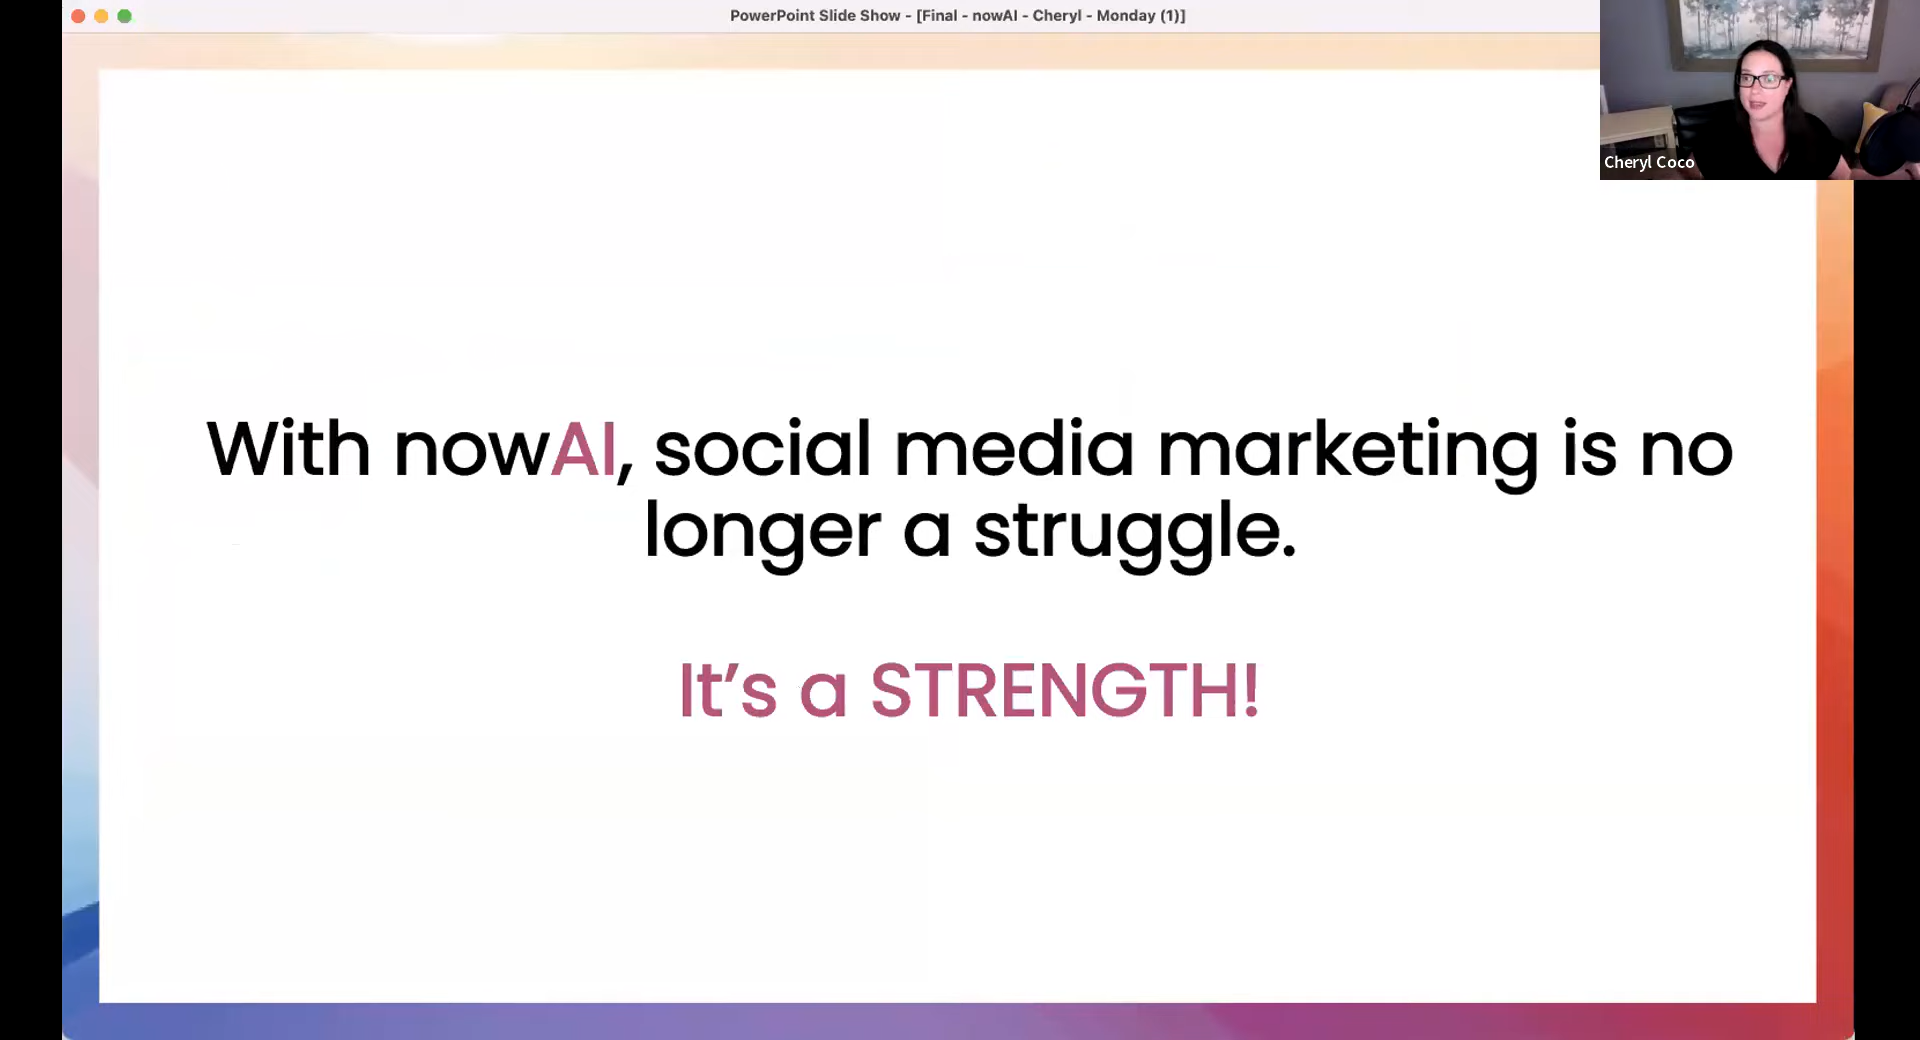 PowerPoint Slide Show - [Final - nowAI - Cheryl - Monday (1)]
Cheryl Coco
With nowAI, social media marketing is no
longer a struggle.
It's a STRENGTH!